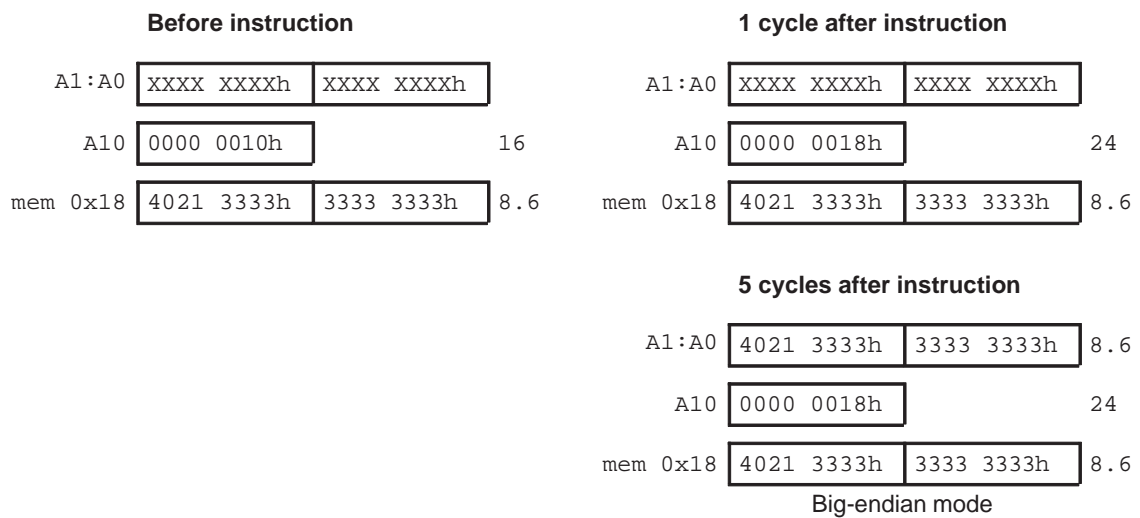 Before instruction
A1:A0 XXXX XXXXh XXXX XXXXh
A10 0000 0010h 16
mem 0x18 4021 3333h 3333 3333h 8.6
1 cycle after instruction
A1:A0 XXXX XXXXh XXXX XXXXh
A10 0000 0018h 24
mem 0x18 4021 3333h 3333 3333h 8.6
5 cycles after instruction
A1:A0 4021 3333h 3333 3333h 8.6
A10 0000 0018h 24
mem 0x18 4021 3333h 3333 3333h 8.6
Big-endian mode